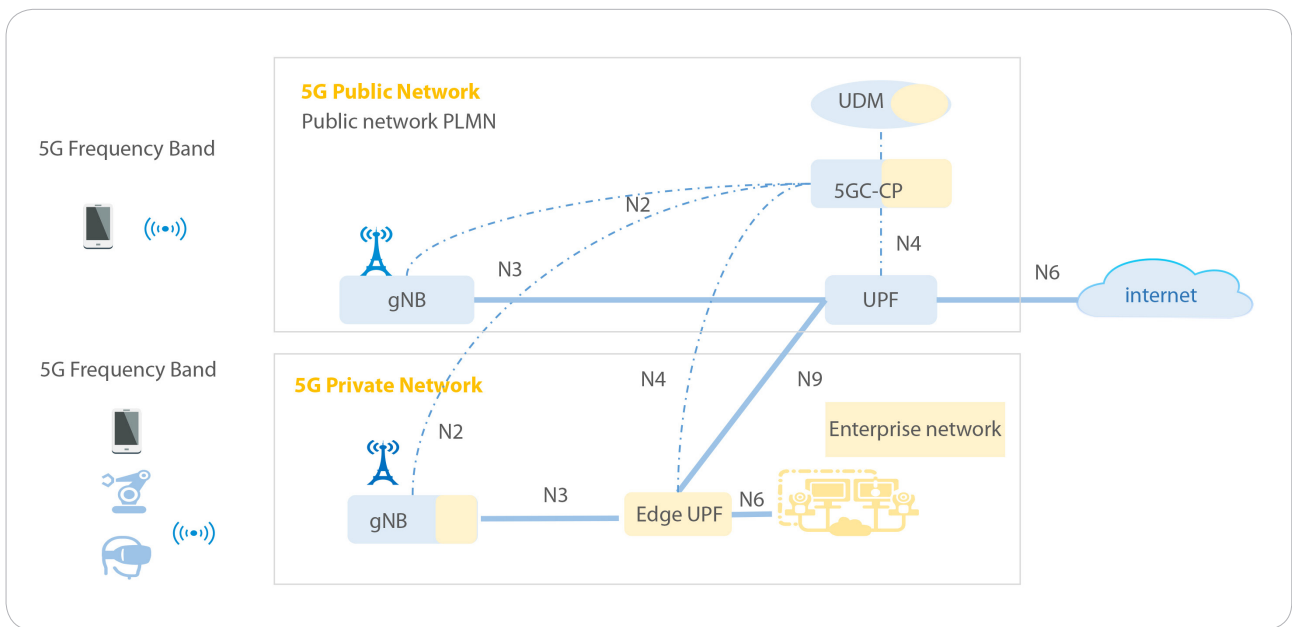 5G Public Network
Public network PLMN
UDM
5G Frequency Band
5GC-CP
N2
N4
N3
N6
gNB
UPF
internet
5G Frequency Band
5G Private Network
N4
N9
N2
Enterprise network
N3
N6
gNB
Edge UPF